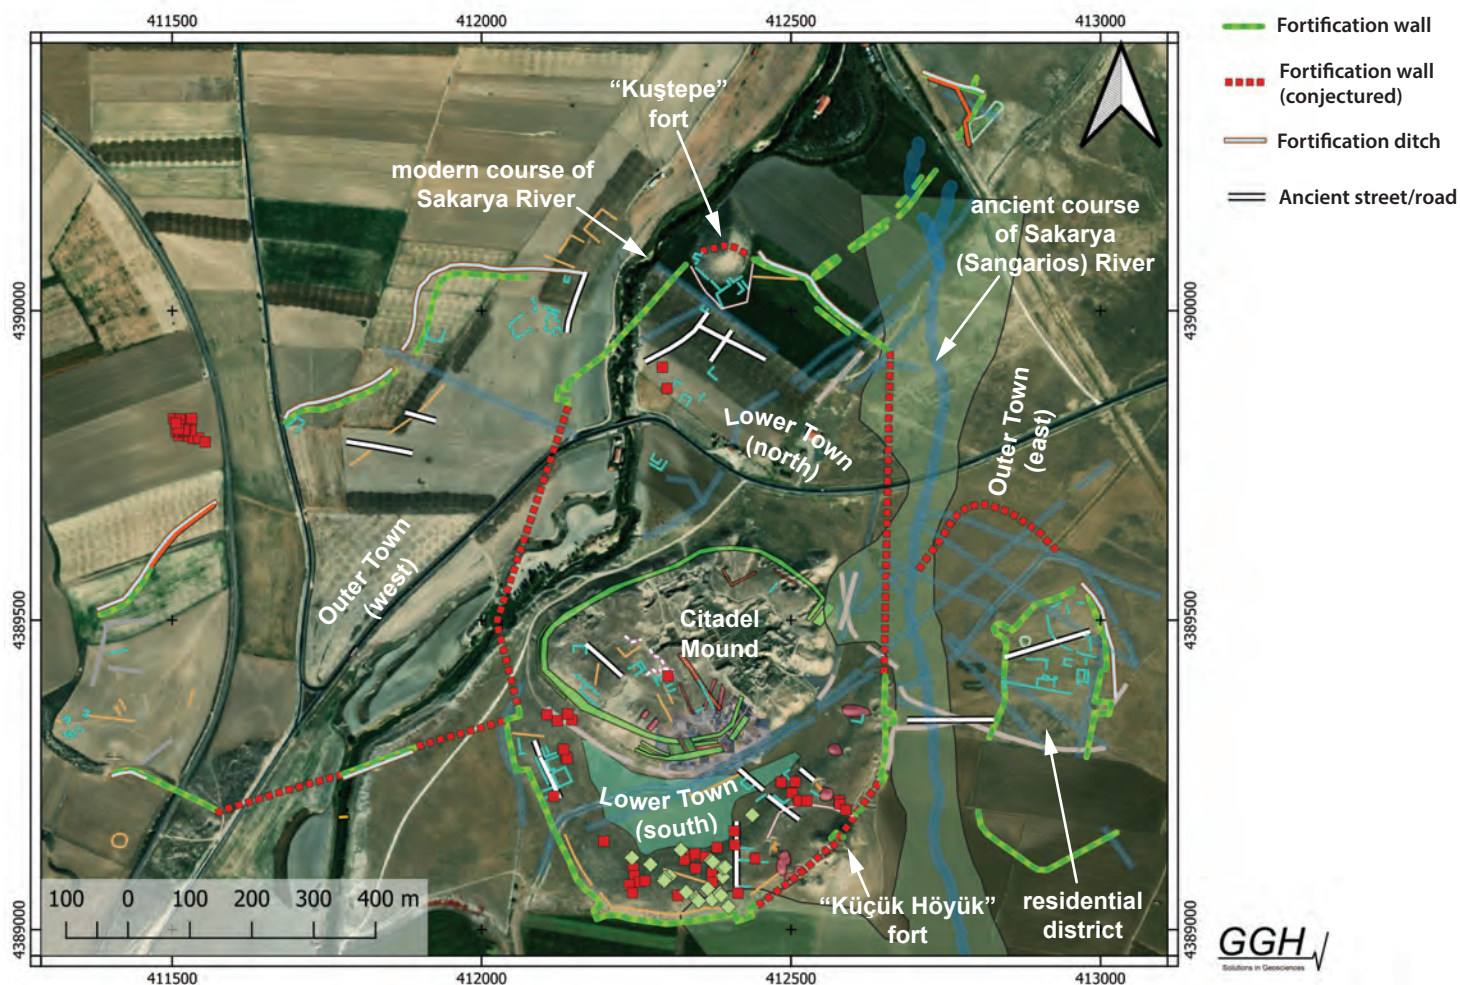 411500
412000
412500
413000
Fortification wall
Fortification wall
(conjectured)
Fortification ditch
Ancient street/road
“Kuştepe”
fort
modern course of
Sakarya River
ancient course
of Sakarya
(Sangarios) River
4390000
4390000
Lower Town
(north)
Outer Town
(east)
Outer Town
(west)
Citadel
Mound
4389500
4389500
Lower Town
(south)
“Küçük Höyük”
fort
residential
district
100 0 100 200 300 400 m
4389000
4389000
411500
412000
412500
413000
GGH
Solutions in Geosciences